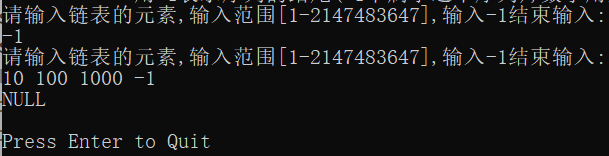 请输入链表的元素,输入范围[1-2147483647],输入-1结束输入:
-1
请输入链表的元素,输入范围[1-2147483647],输入-1结束输入:
10 100 1000 -1
NULL
Press Enter to Quit